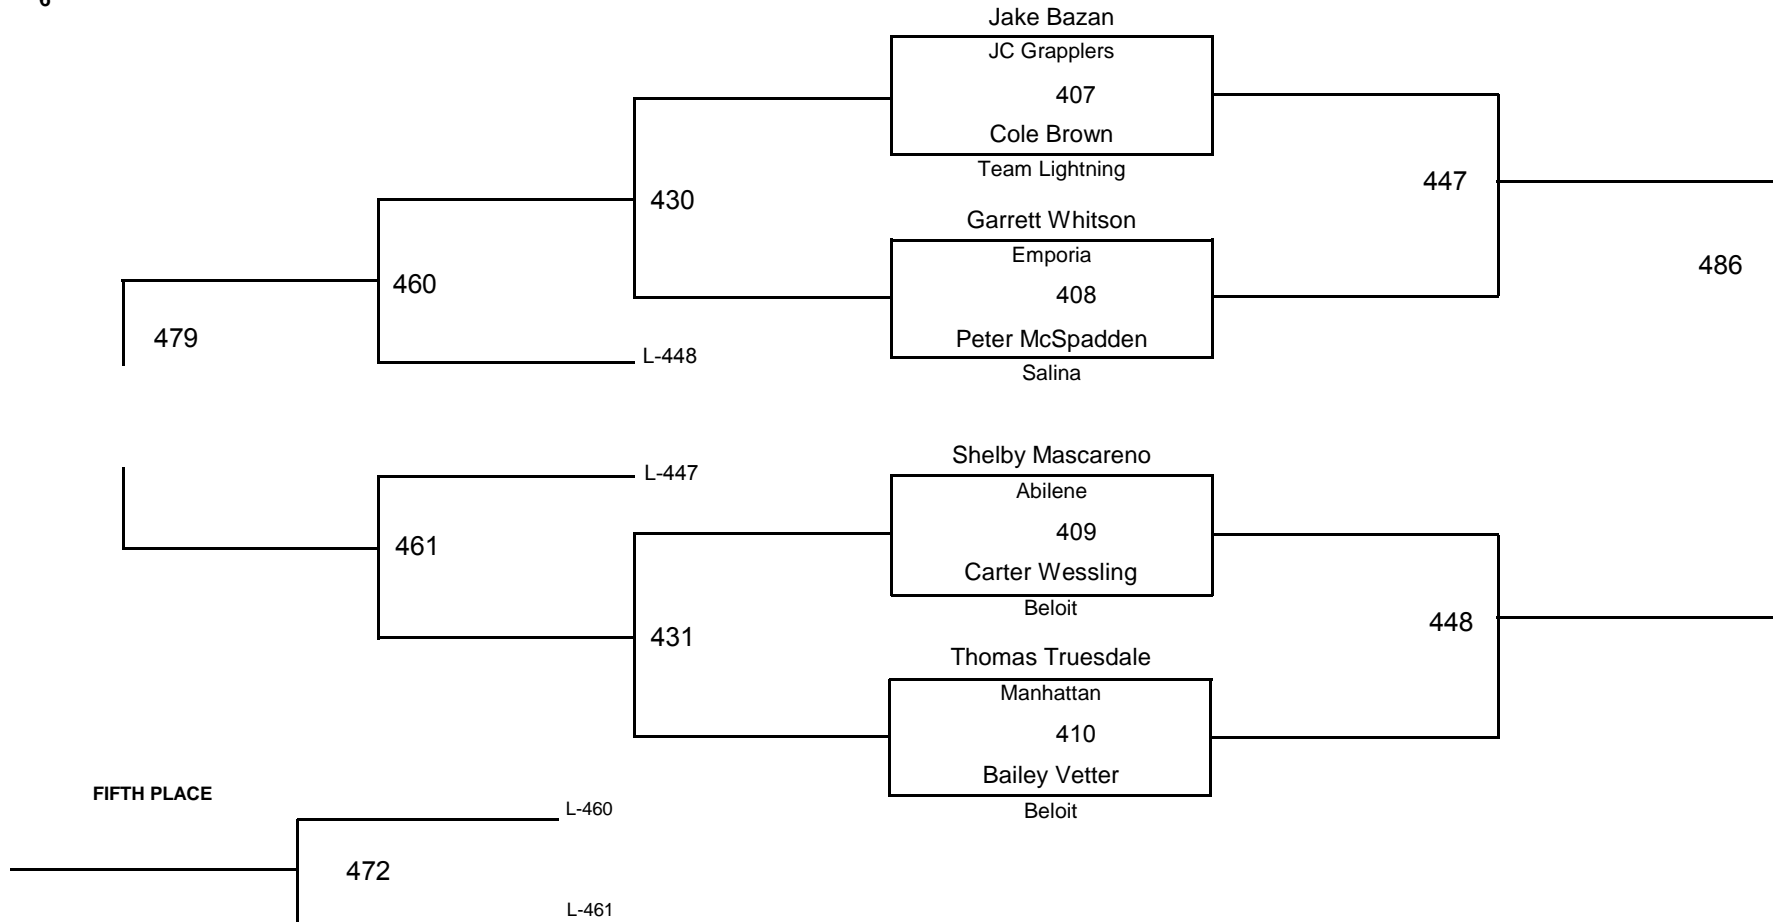 6
Jake Bazan
JC Grapplers
407
Cole Brown
Team Lightning
430
447
Garrett Whitson
Emporia
460
408
486
479
Peter McSpadden
L-448
Salina
Shelby Mascareno
L-447
Abilene
409
461
Carter Wessling
Beloit
431
448
Thomas Truesdale
Manhattan
410
Bailey Vetter
FIFTH PLACE
L-460
Beloit
472
L-461